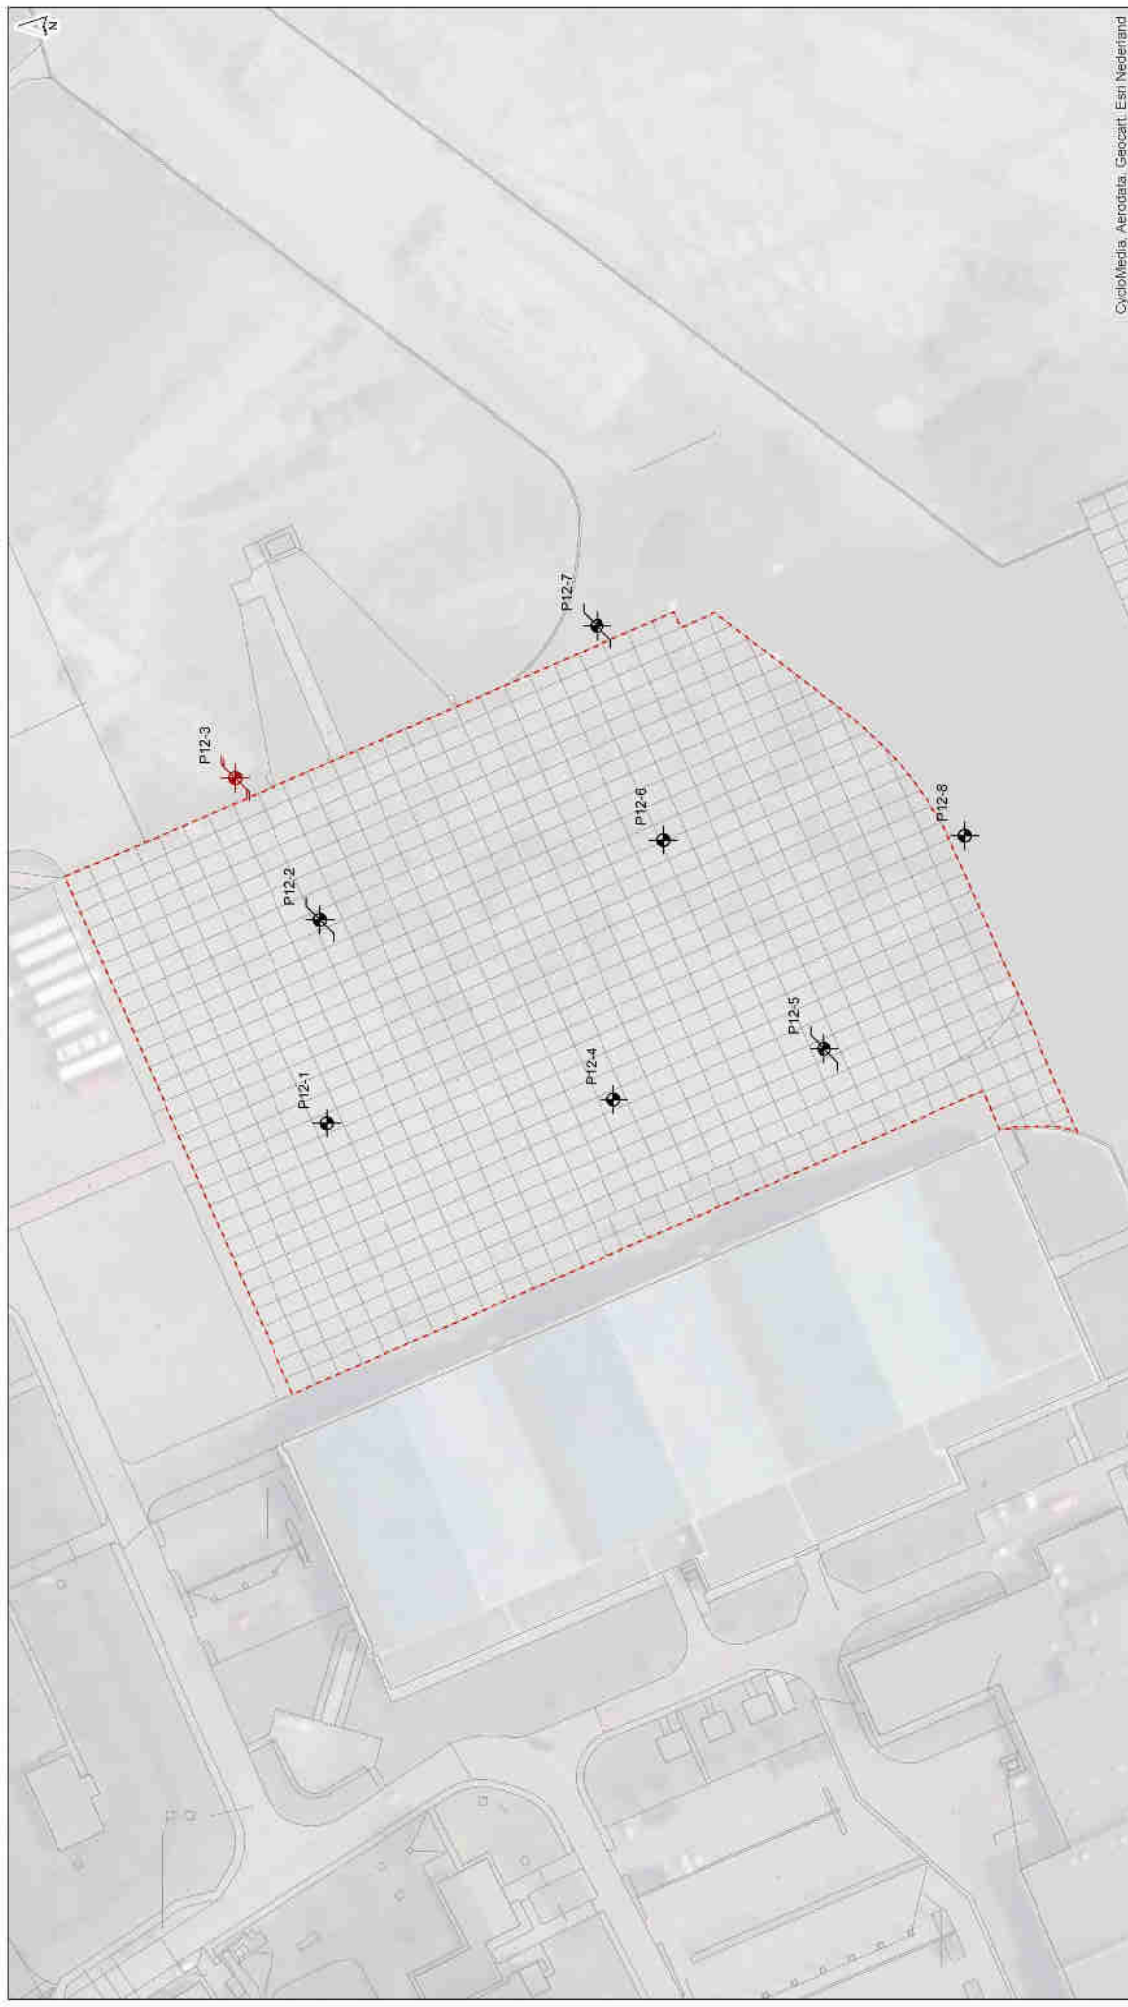 N
CycloMedia, Aerodata, Geocart, Esri Nederland
P12-7
P12-3
P12-6
P12-8
P12-2
P12-5
P12-1
P12-4